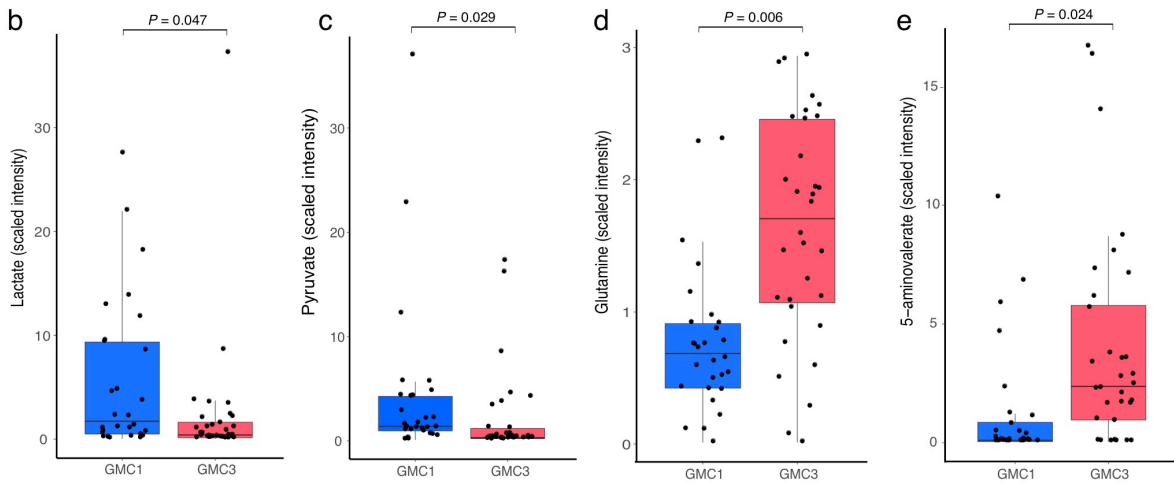 b
P = 0.047
Lactate (scaled intensity)
30
20
10
0
GMC1 GMC3
c
P = 0.029
Pyruvate (scaled intensity)
30
20
10
0
GMC1 GMC3
d
P = 0.006
Glutamine (scaled intensity)
3
2
1
0
GMC1 GMC3
e
P = 0.024
5−aminovalerate (scaled intensity)
15
10
5
0
GMC1 GMC3